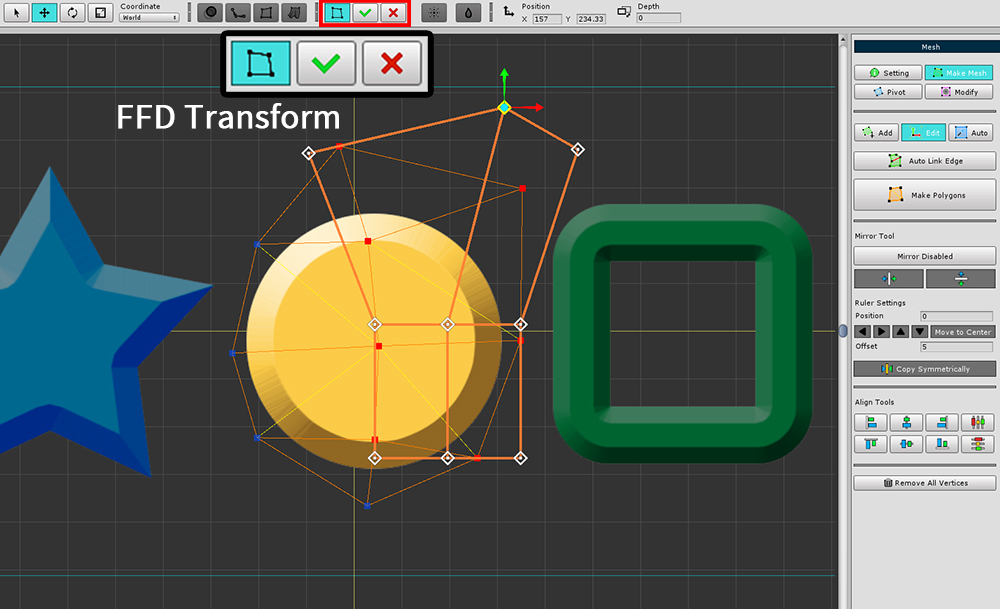 Coordinate
World
Position
X 157 Y 234.33
Depth
0
FFD Transform
Mesh
Setting
Make Mesh
Pivot
Modify
Add
Edit
Auto
Auto Link Edge
Make Polygons
Mirror Tool
Mirror Disabled
Ruler Settings
Position 0
Move to Center
Offset 5
Copy Symmetrically
Align Tools
Remove All Vertices